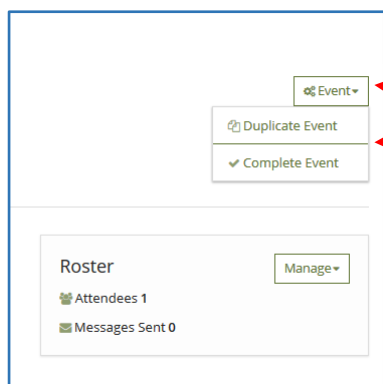 Event
Duplicate Event
Complete Event
Roster
Manage
Attendees 1
Messages Sent 0